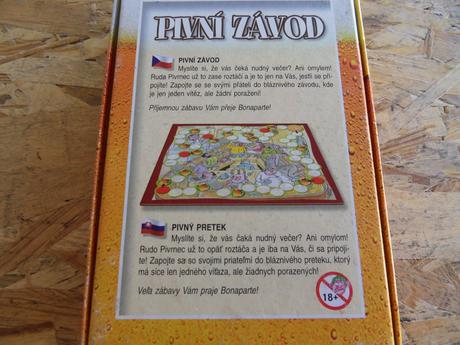 PIVNÍ ZÁVOD
PIVNÍ ZÁVOD
Myslíte si, že vás čeká nudný večer? Ani omylem!
Ruda Pivrnec už to zase roztáčí a je to jen na Vás, jestli se při-
pojíte! Zapojte se se svými přáteli do bláznivého závodu, kde
je jen jeden vítěz, ale žádní poražení!
Příjemnou zábavu Vám přeje Bonaparte!
PIVNÝ PRETEK
Myslíte si, že vás čaká nudný večer? Ani omylom!
Rudo Pivrnec už to opäť roztáča a je iba na Vás, či sa pripojí-
te! Zapojte sa so svojimi priateľmi do bláznivého preteku, ktorý
má síce len jedného víťaza, ale žiadnych porazených!
Veľa zábavy Vám praje Bonaparte!
18+